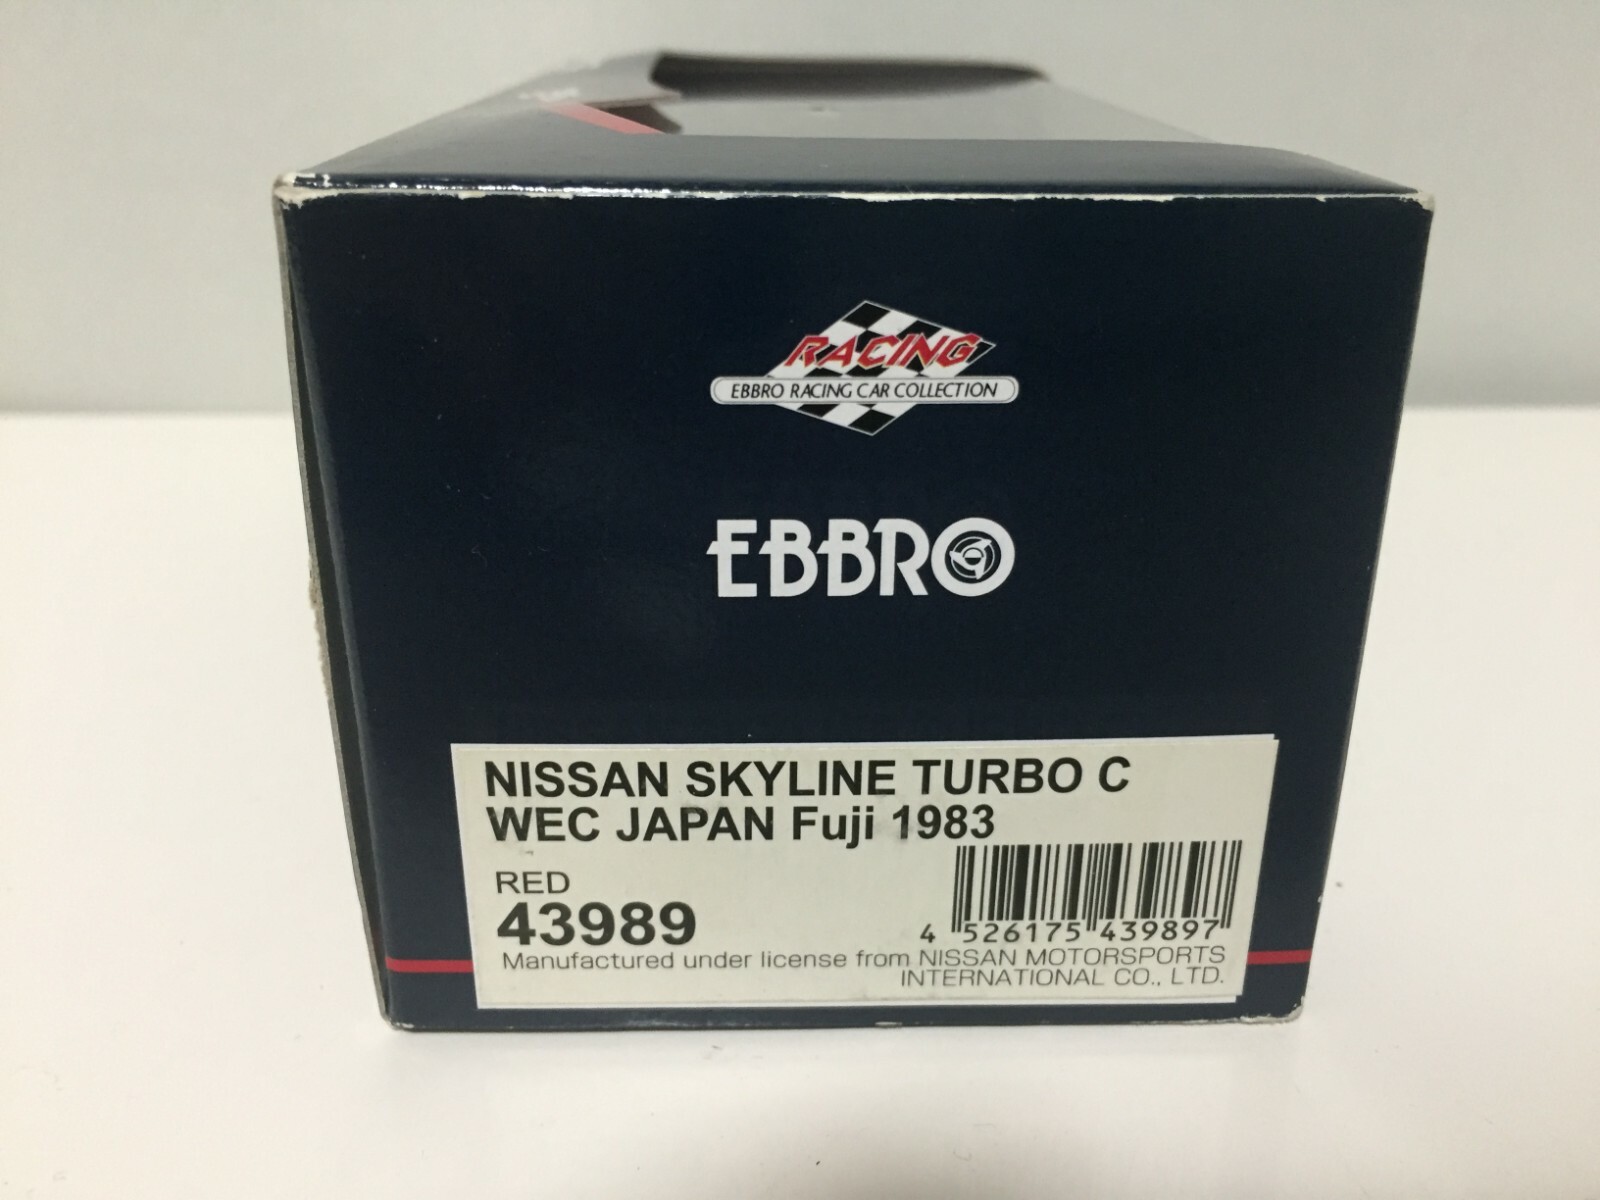 RACING
EBBRO RACING CAR COLLECTION
EBBRO
NISSAN SKYLINE TURBO C
WEC JAPAN Fuji 1983
RED
43989
4 526175 439897
Manufactured under license from NISSAN MOTORSPORTS
INTERNATIONAL CO., LTD.